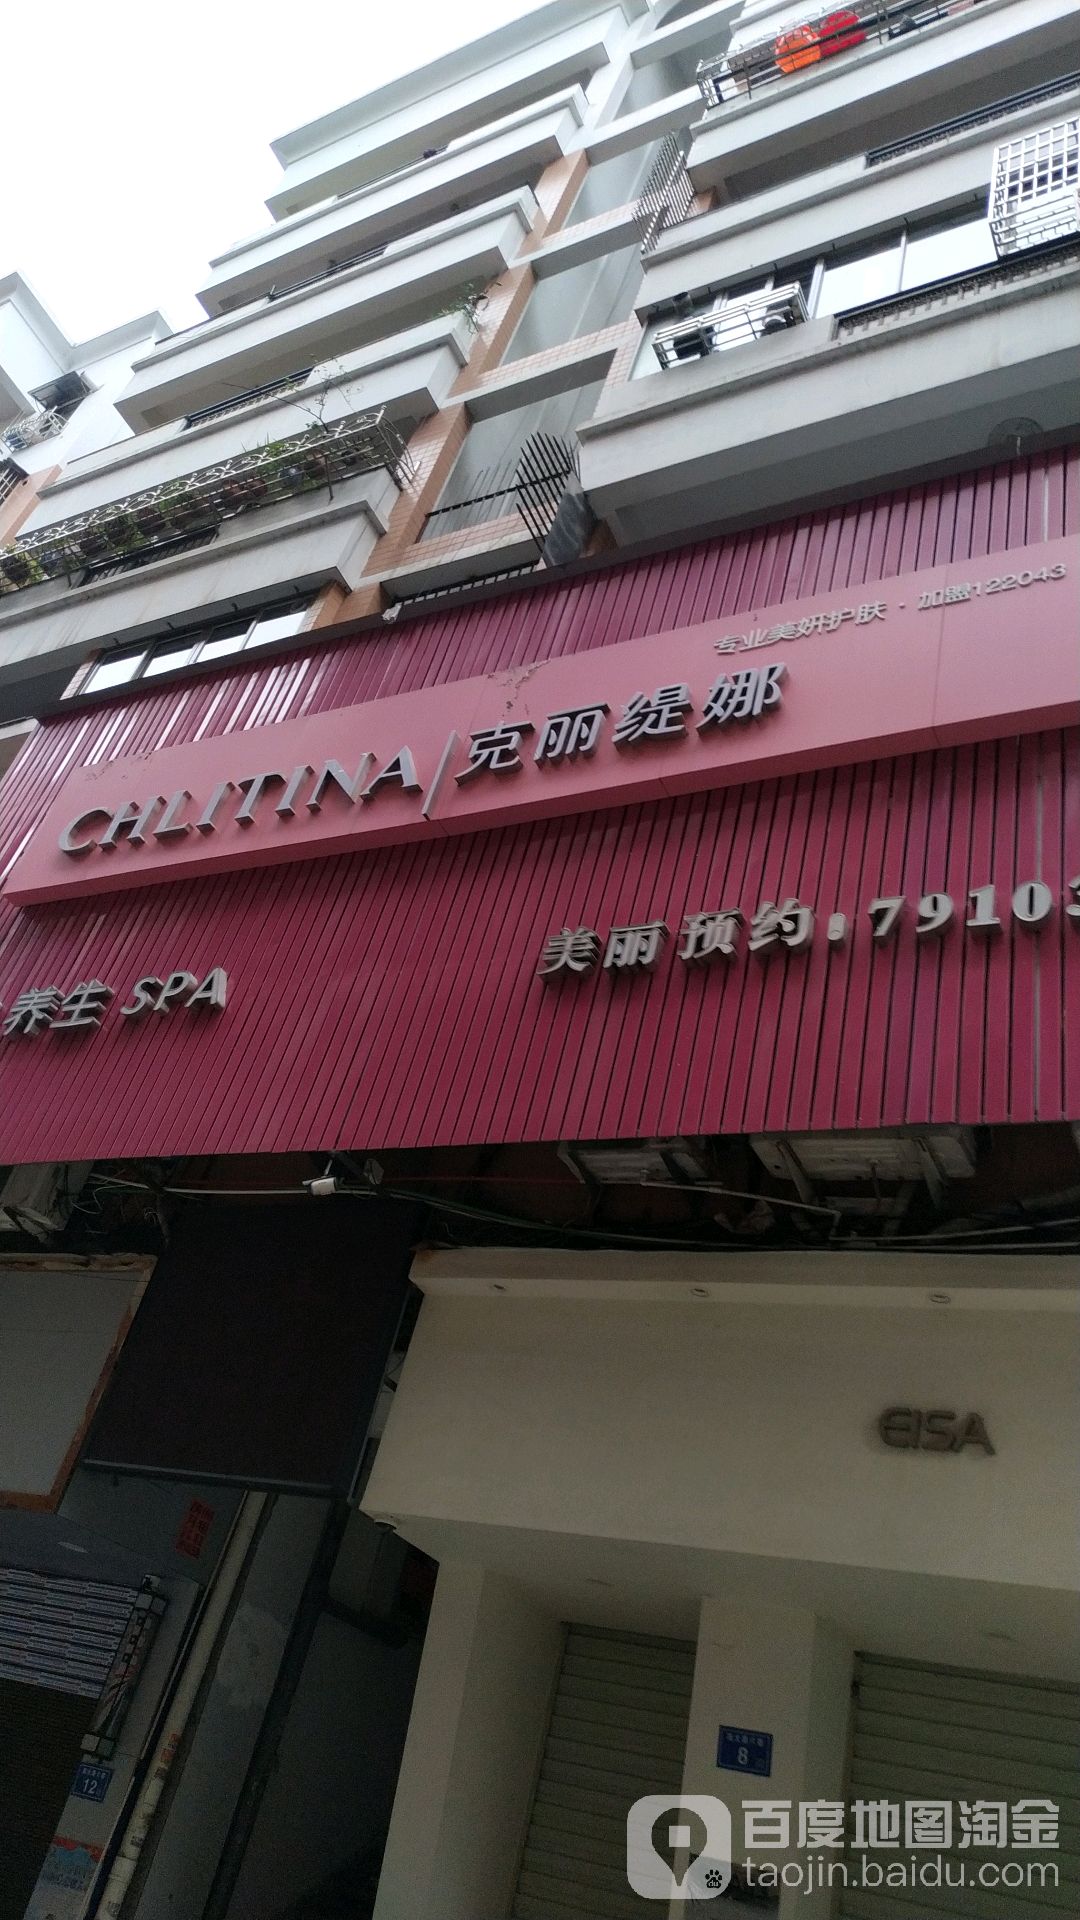 专业美妍护肤·加盟122043
CHLITINA/克丽缇娜
美丽预约:7910
养生 SPA
EISA
8
12
百度地图淘金
taojin.baidu.com